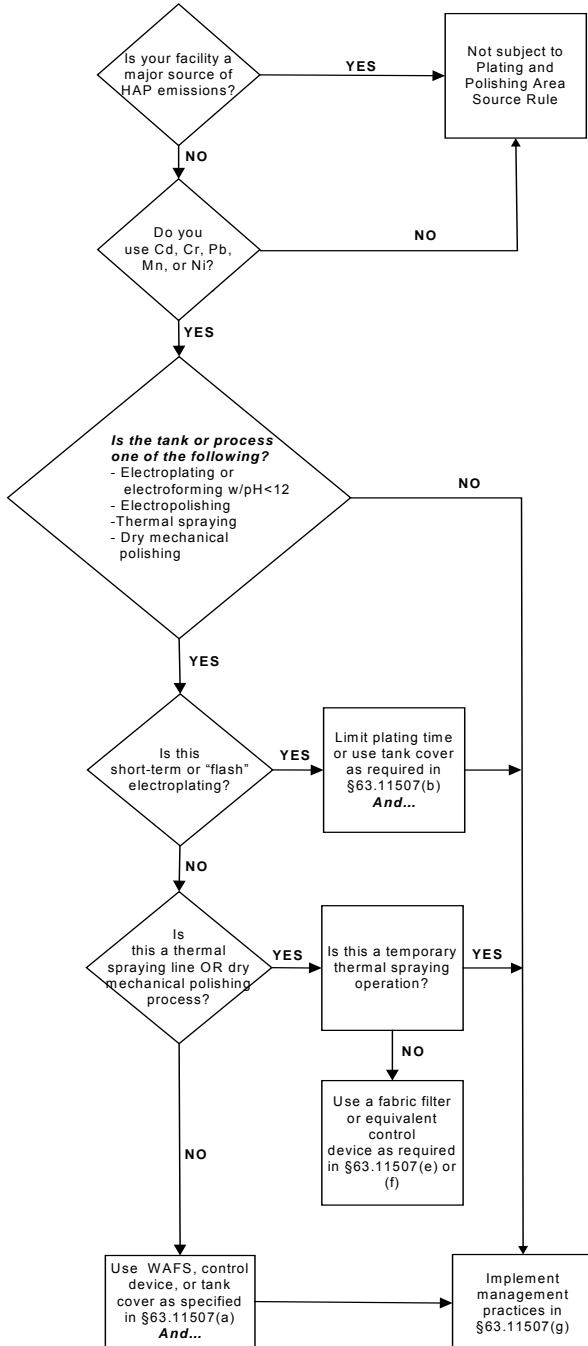 Is your facility a
major source of
HAP emissions?
YES
Not subject to
Plating and
Polishing Area
Source Rule
NO
Do you
use Cd, Cr, Pb,
Mn, or Ni?
NO
YES
Is the tank or process
one of the following?
- Electroplating or
electroforming w/pH<12
- Electropolishing
-Thermal spraying
- Dry mechanical
polishing
NO
YES
Is this
short-term or “flash”
electroplating?
YES
Limit plating time
or use tank cover
as required in
§63.11507(b)
And...
NO
Is
this a thermal
spraying line OR dry
mechanical polishing
process?
YES
Is this a temporary
thermal spraying
operation?
YES
NO
Use a fabric filter
or equivalent
control
device as required
in §63.11507(e) or
(f)
NO
Use WAFS, control
device, or tank
cover as specified
in §63.11507(a)
And...
Implement
management
practices in
§63.11507(g)